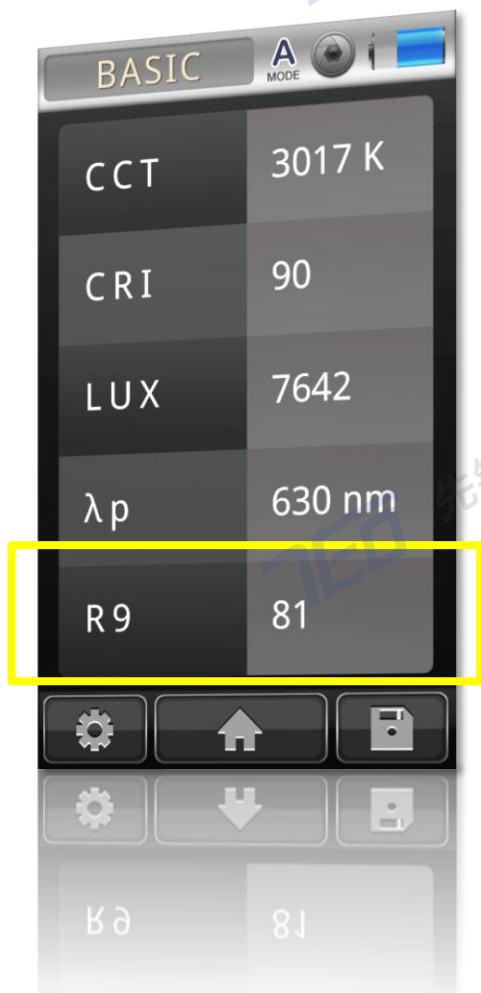 BASIC
A
MODE
CCT 3017 K
CRI 90
LUX 7642
λp 630 nm
R9 81